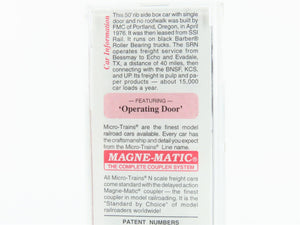 Car Information
This 50' rib side box car with single
door and no roofwalk was built by
FMC of Portland, Oregon, in April
1976. It was then leased from SSI
Rail. It runs on black Barber®
Roller Bearing trucks. The SRN
operates freight service from
Bessmay to Echo and Evadale,
TX, a distance of 40 miles, then
connecting with the BNSF, KCS,
and UP. Its freight is pulp and pa-
per products — about 15,000
car loads a year.
— FEATURING —
'Operating Door'
Micro-Trains® are the finest model
railroad cars available. Every car has
the craftsmanship and detail you expect
from the Micro-Trains® Line name.
MAGNE-MATIC®
THE COMPLETE COUPLER SYSTEM
All Micro-Trains® N scale freight cars
come standard with the delayed action
Magne-Matic® coupler — the finest
coupler in model railroading. It is
the "Standard by Choice" of model
railroaders worldwide!
PATENT NUMBERS